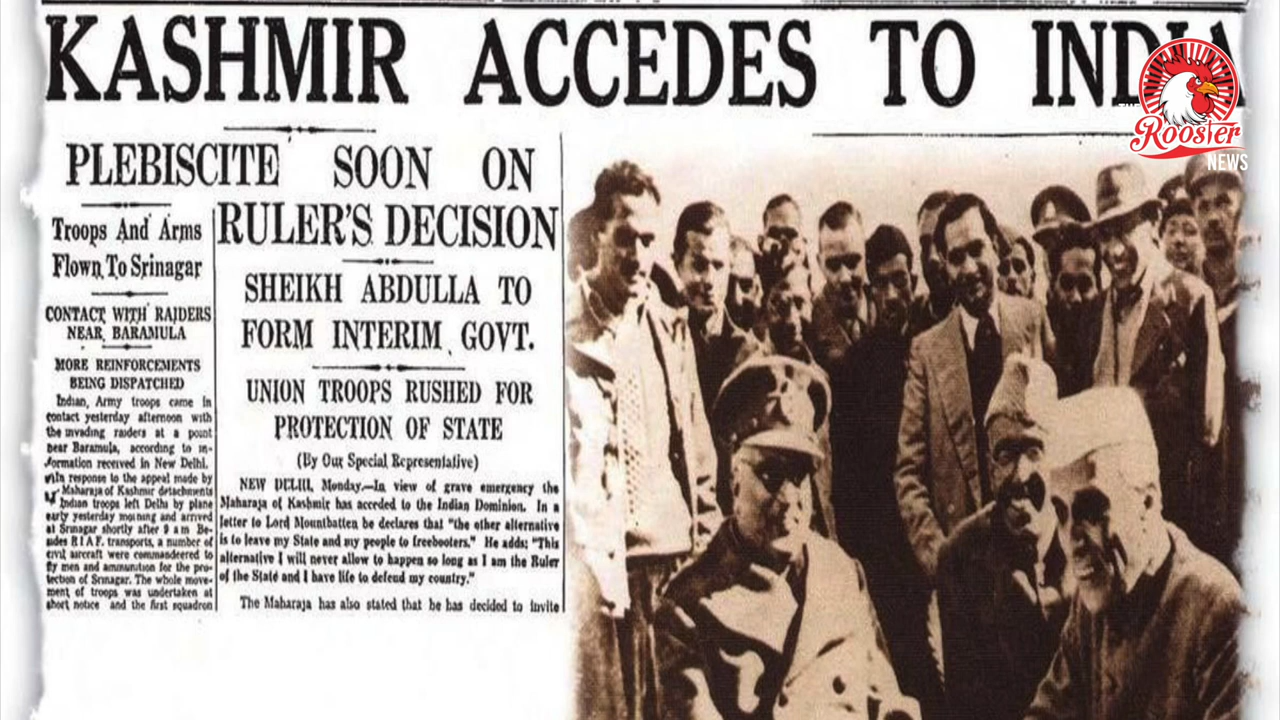 KASHMIR ACCEDES TO INDIA
Rooster
NEWS
PLEBISCITE SOON ON
RULER'S DECISION
SHEIKH ABDULLA TO
FORM INTERIM GOVT.
UNION TROOPS RUSHED FOR
PROTECTION OF STATE
(By Our Special Representative)
NEW DELHI, Monday.—In view of grave emergency the
Maharaja of Kashmir has acceded to the Indian Dominion. In a
letter to Lord Mountbatten he declares that "the other alternative
is to leave my State and my people to freebooters." He adds: "This
alternative I will never allow to happen so long as I am the Ruler
of the State and I have life to defend my country."
The Maharaja has also stated that he has decided to invite
Troops And Arms
Flown To Srinagar
CONTACT WITH RAIDERS
NEAR BARAMULA
MORE REINFORCEMENTS
BEING DISPATCHED
Indian Army troops came in
contact yesterday afternoon with
the invading raiders at a point
near Baramula, according to in-
formation received in New Delhi.
In response to the appeal made by
Maharaja of Kashmir detachments
Indian troops left Delhi by plane
early yesterday morning and arrived
at Srinagar shortly after 9 a m Be-
sides R I A F. transports, a number of
civil aircraft were commandeered to
fly men and ammunition for the pro-
tection of Srinagar. The whole move-
ment of troops was undertaken at
short notice and the first squadron